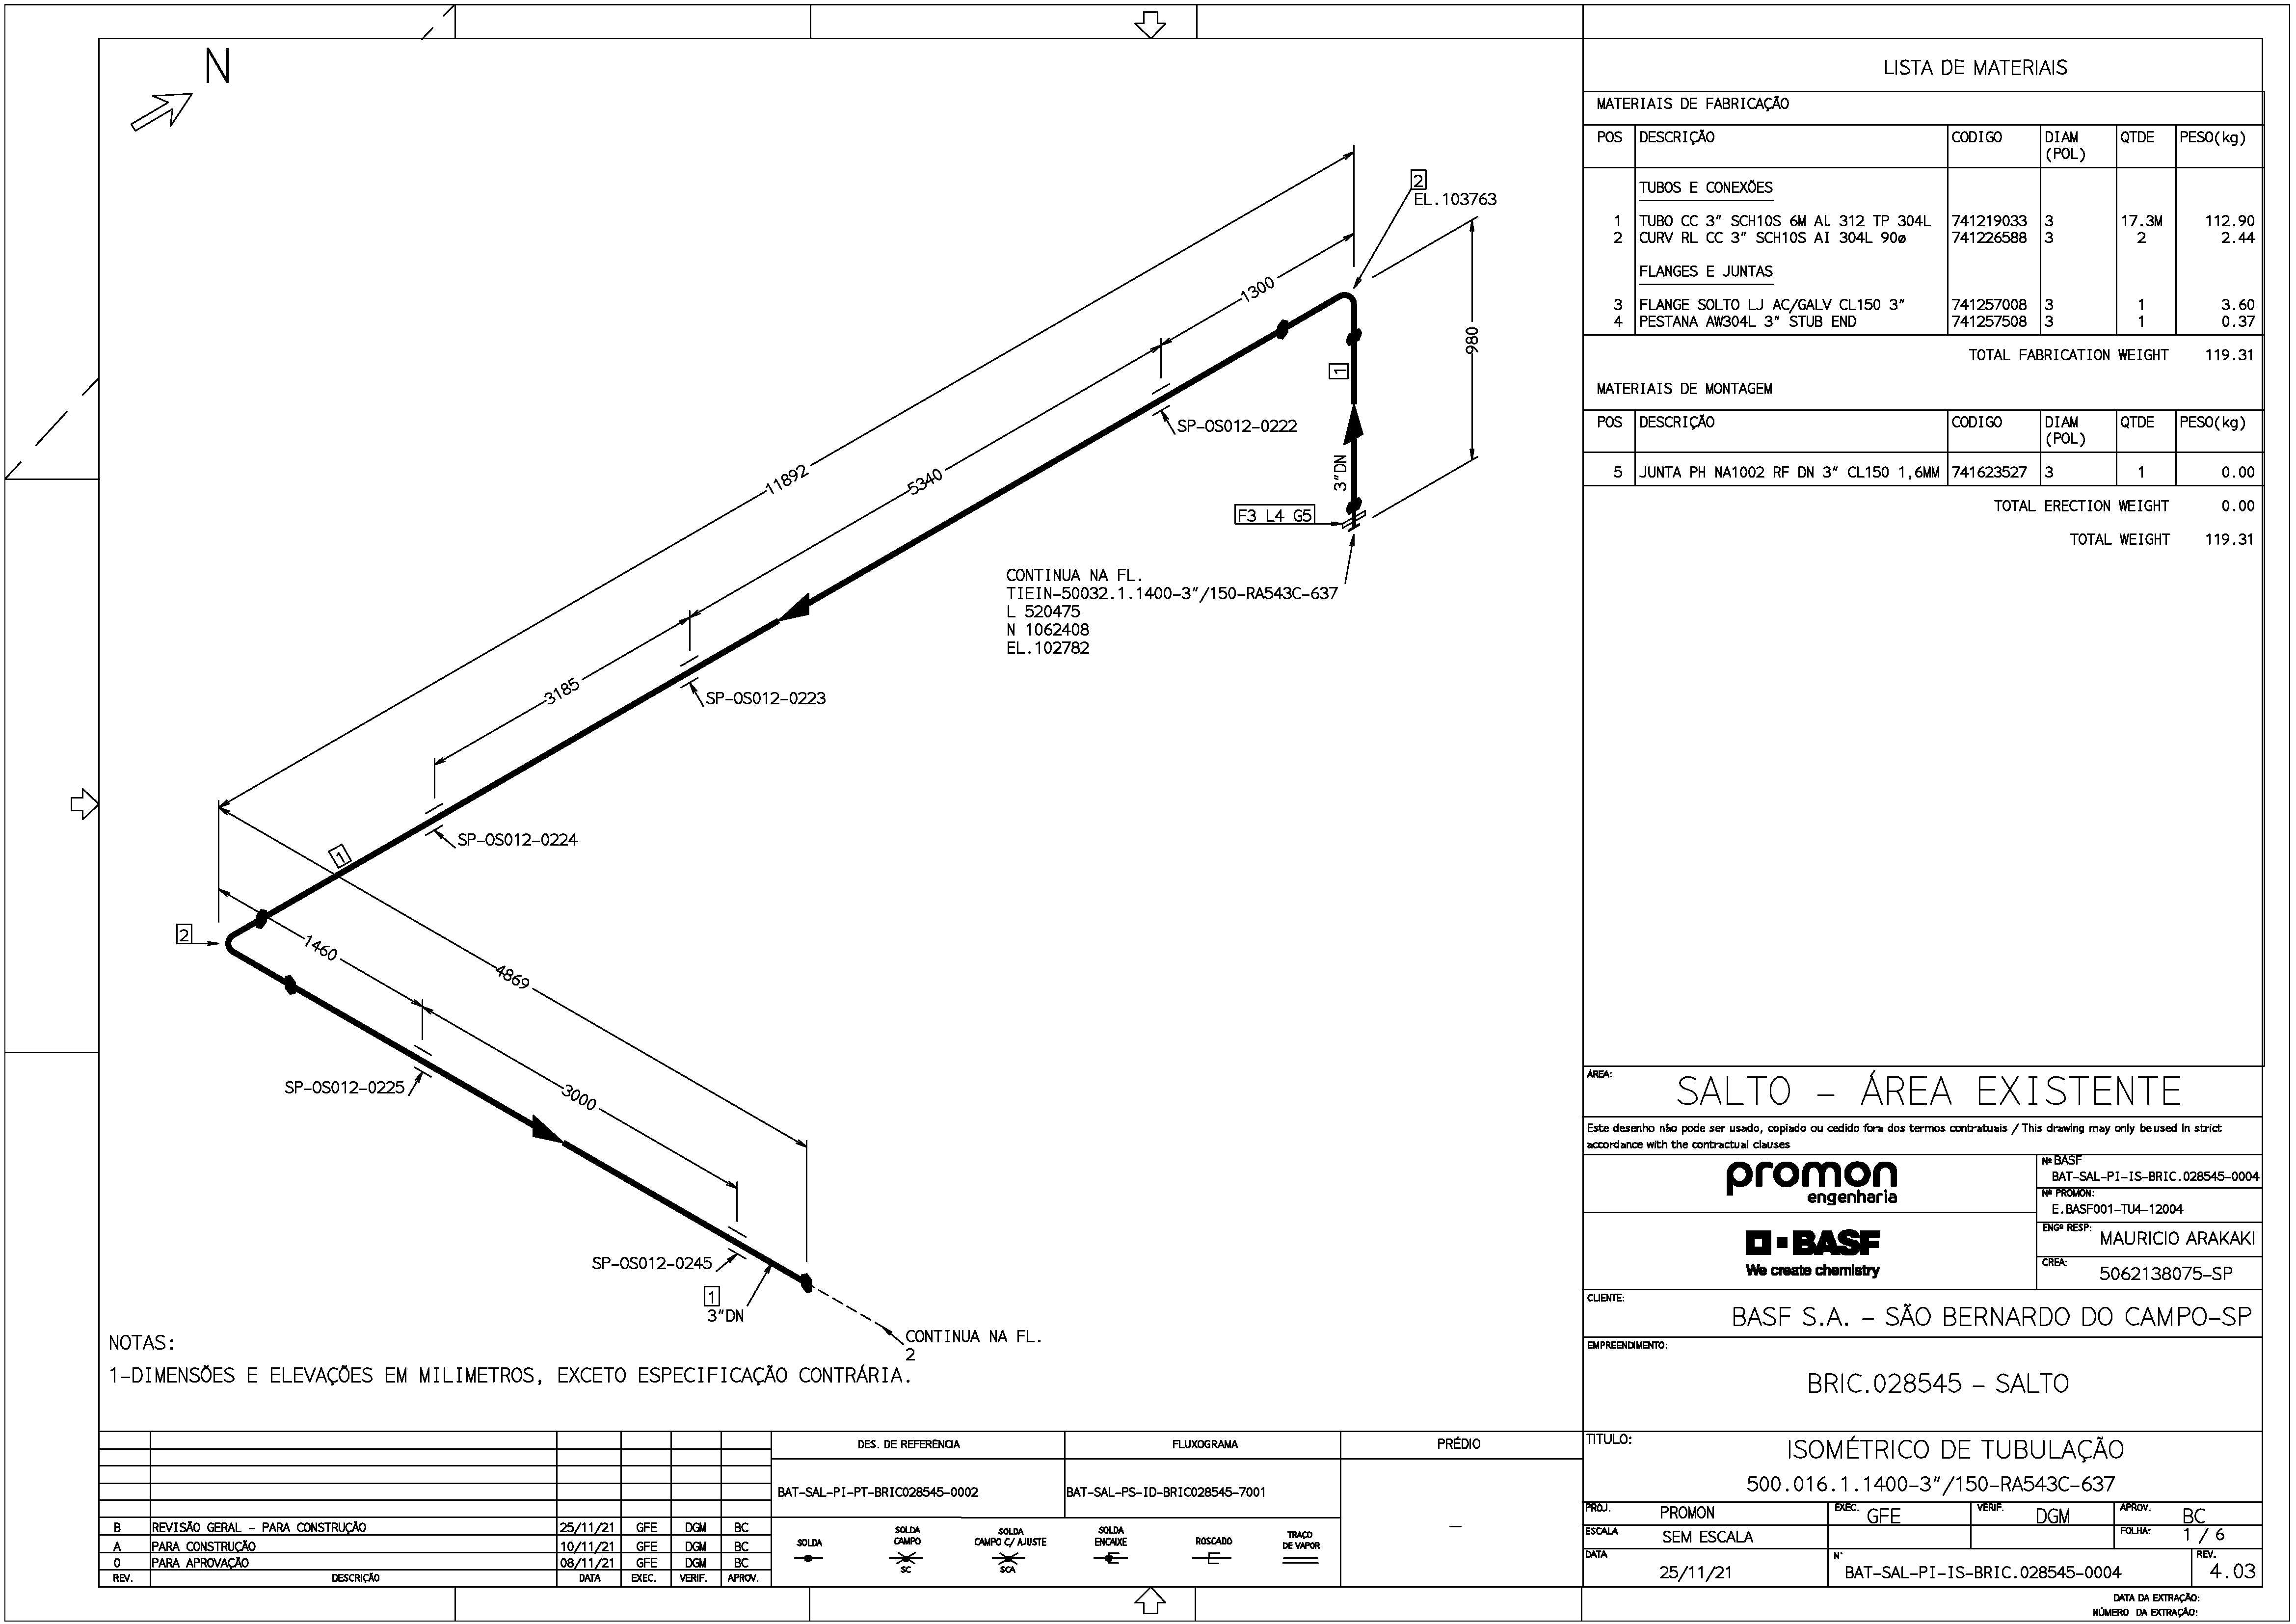 N
2
EL.103763
11892
1300
980
1
SP-OS012-0222
5340
3"DN
F3 L4 G5
CONTINUA NA FL.
TIEIN-50032.1.1400-3"/150-RA543C-637
L 520475
N 1062408
EL.102782
3185
SP-OS012-0223
SP-OS012-0224
1
2
1460
4869
SP-OS012-0225
3000
SP-OS012-0245
1
3"DN
CONTINUA NA FL.
2
NOTAS:
1-DIMENSÕES E ELEVAÇÕES EM MILIMETROS, EXCETO ESPECIFICAÇÃO CONTRÁRIA.
LISTA DE MATERIAIS
MATERIAIS DE FABRICAÇÃO
POS DESCRIÇÃO CODIGO DIAM (POL) QTDE PESO(kg)
TUBOS E CONEXÕES
1 TUBO CC 3" SCH10S 6M Al 312 TP 304L 741219033 3 17.3M 112.90
2 CURV RL CC 3" SCH10S AI 304L 90ø 741226588 3 2 2.44
FLANGES E JUNTAS
3 FLANGE SOLTO LJ AC/GALV CL150 3" 741257008 3 1 3.60
4 PESTANA AW304L 3" STUB END 741257508 3 1 0.37
TOTAL FABRICATION WEIGHT 119.31
MATERIAIS DE MONTAGEM
POS DESCRIÇÃO CODIGO DIAM (POL) QTDE PESO(kg)
5 JUNTA PH NA1002 RF DN 3" CL150 1,6MM 741623527 3 1 0.00
TOTAL ERECTION WEIGHT 0.00
TOTAL WEIGHT 119.31
ÁREA:
SALTO - ÁREA EXISTENTE
Este desenho não pode ser usado, copiado ou cedido fora dos termos contratuais / This drawing may only be used in strict
accordance with the contractual clauses
promon
engenharia
Nº BASF
BAT-SAL-PI-IS-BRIC.028545-0004
Nº PROMON:
E.BASF001-TU4-12004
BASF
We create chemistry
ENGº RESP:
MAURICIO ARAKAKI
CREA:
5062138075-SP
CLIENTE:
BASF S.A. - SÃO BERNARDO DO CAMPO-SP
EMPREENDIMENTO:
BRIC.028545 - SALTO
TITULO:
ISOMÉTRICO DE TUBULAÇÃO
500.016.1.1400-3"/150-RA543C-637
PROJ. PROMON EXEC. GFE VERIF. DGM APROV. BC
ESCALA SEM ESCALA FOLHA: 1 / 6
DATA 25/11/21 N° BAT-SAL-PI-IS-BRIC.028545-0004 REV. 4.03
DATA DA EXTRAÇÃO:
NÚMERO DA EXTRAÇÃO:
B REVISÃO GERAL - PARA CONSTRUÇÃO 25/11/21 GFE DGM BC
A PARA CONSTRUÇÃO 10/11/21 GFE DGM BC
0 PARA APROVAÇÃO 08/11/21 GFE DGM BC
REV. DESCRIÇÃO DATA EXEC. VERIF. APROV.
DES. DE REFERÊNCIA FLUXOGRAMA PRÉDIO
BAT-SAL-PI-PT-BRIC028545-0002 BAT-SAL-PS-ID-BRIC028545-7001 -
SOLDA
SOLDA CAMPO
SC
SOLDA CAMPO C/ AJUSTE
SCA
SOLDA ENCAIXE
ROSCADO
TRAÇO DE VAPOR